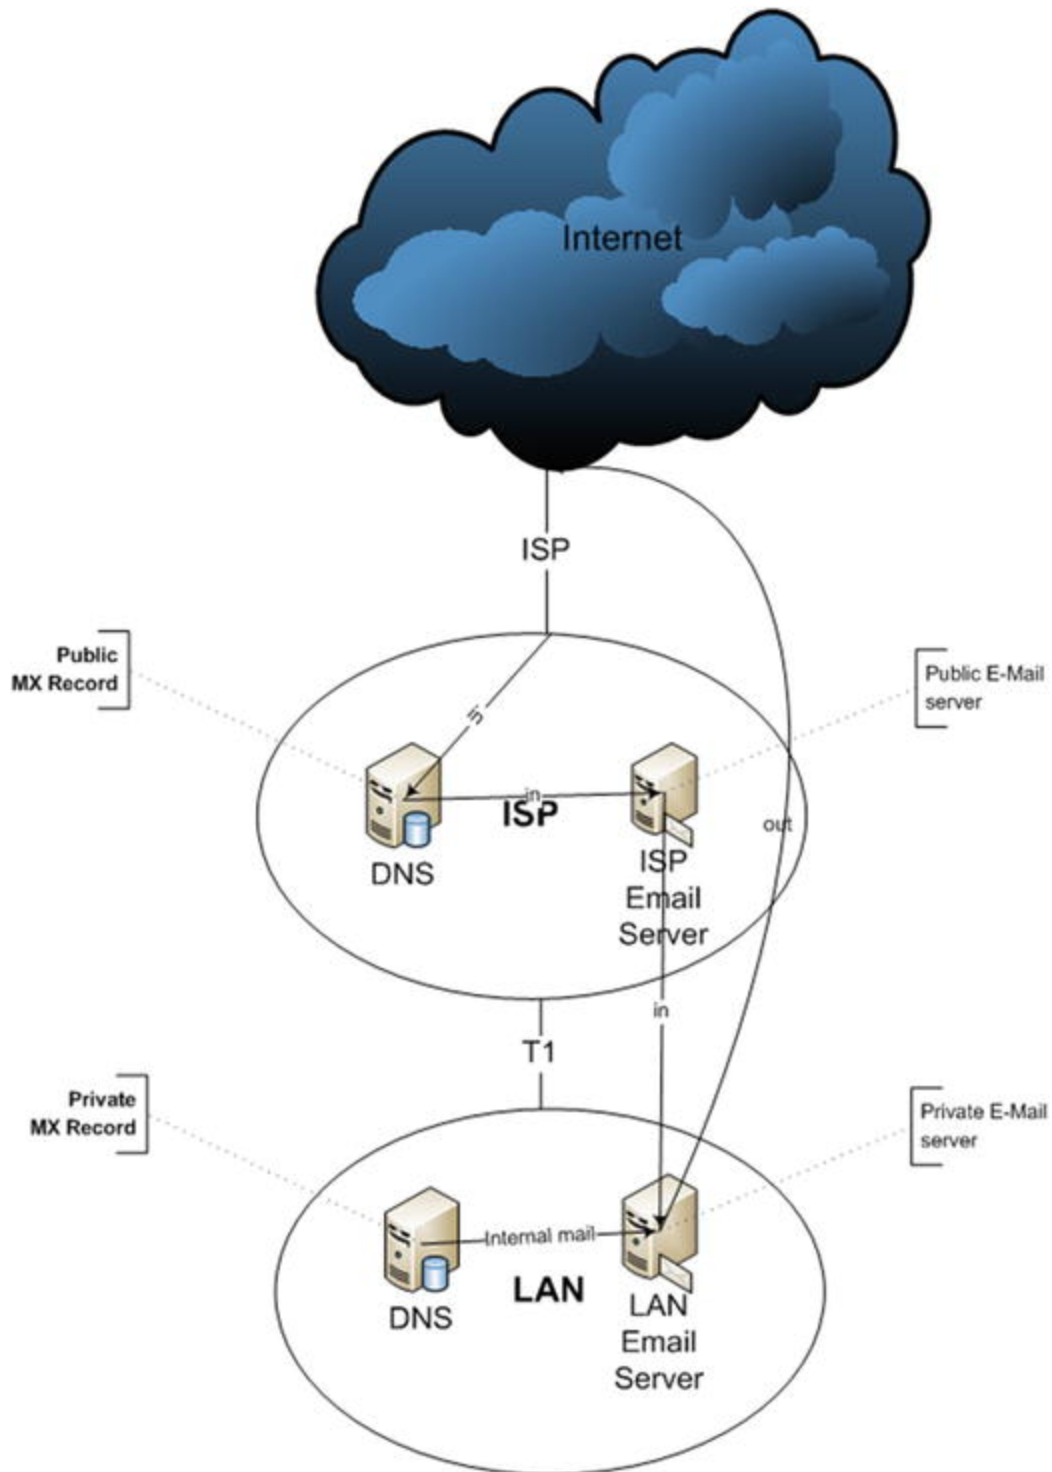 Internet
ISP
Public
MX Record
Public E-Mail
server
in
in
ISP
out
DNS
ISP
Email
Server
in
T1
Private
MX Record
Private E-Mail
server
Internal mail
LAN
DNS
LAN
Email
Server